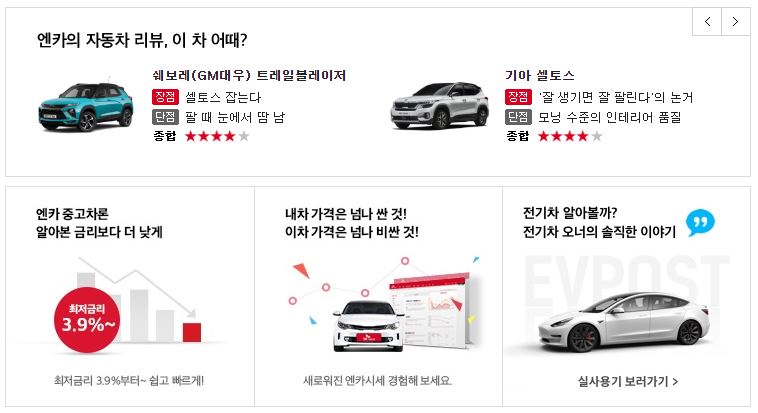 엔카의 자동차 리뷰, 이 차 어때?
쉐보레(GM대우) 트레일블레이저
장점 셀토스 잡는다
단점 팔 때 눈에서 땀 남
종합
기아 셀토스
장점 '잘 생기면 잘 팔린다'의 논거
단점 모닝 수준의 인테리어 품질
종합
엔카 중고차론
알아본 금리보다 더 낮게
최저금리
3.9%~
최저금리 3.9%부터~ 쉽고 빠르게!
내차 가격은 넘나 싼 것!
이차 가격은 넘나 비싼 것!
새로워진 엔카시세 경험해 보세요.
전기차 알아볼까?
전기차 오너의 솔직한 이야기
EVPOST
실사용기 보러가기 >